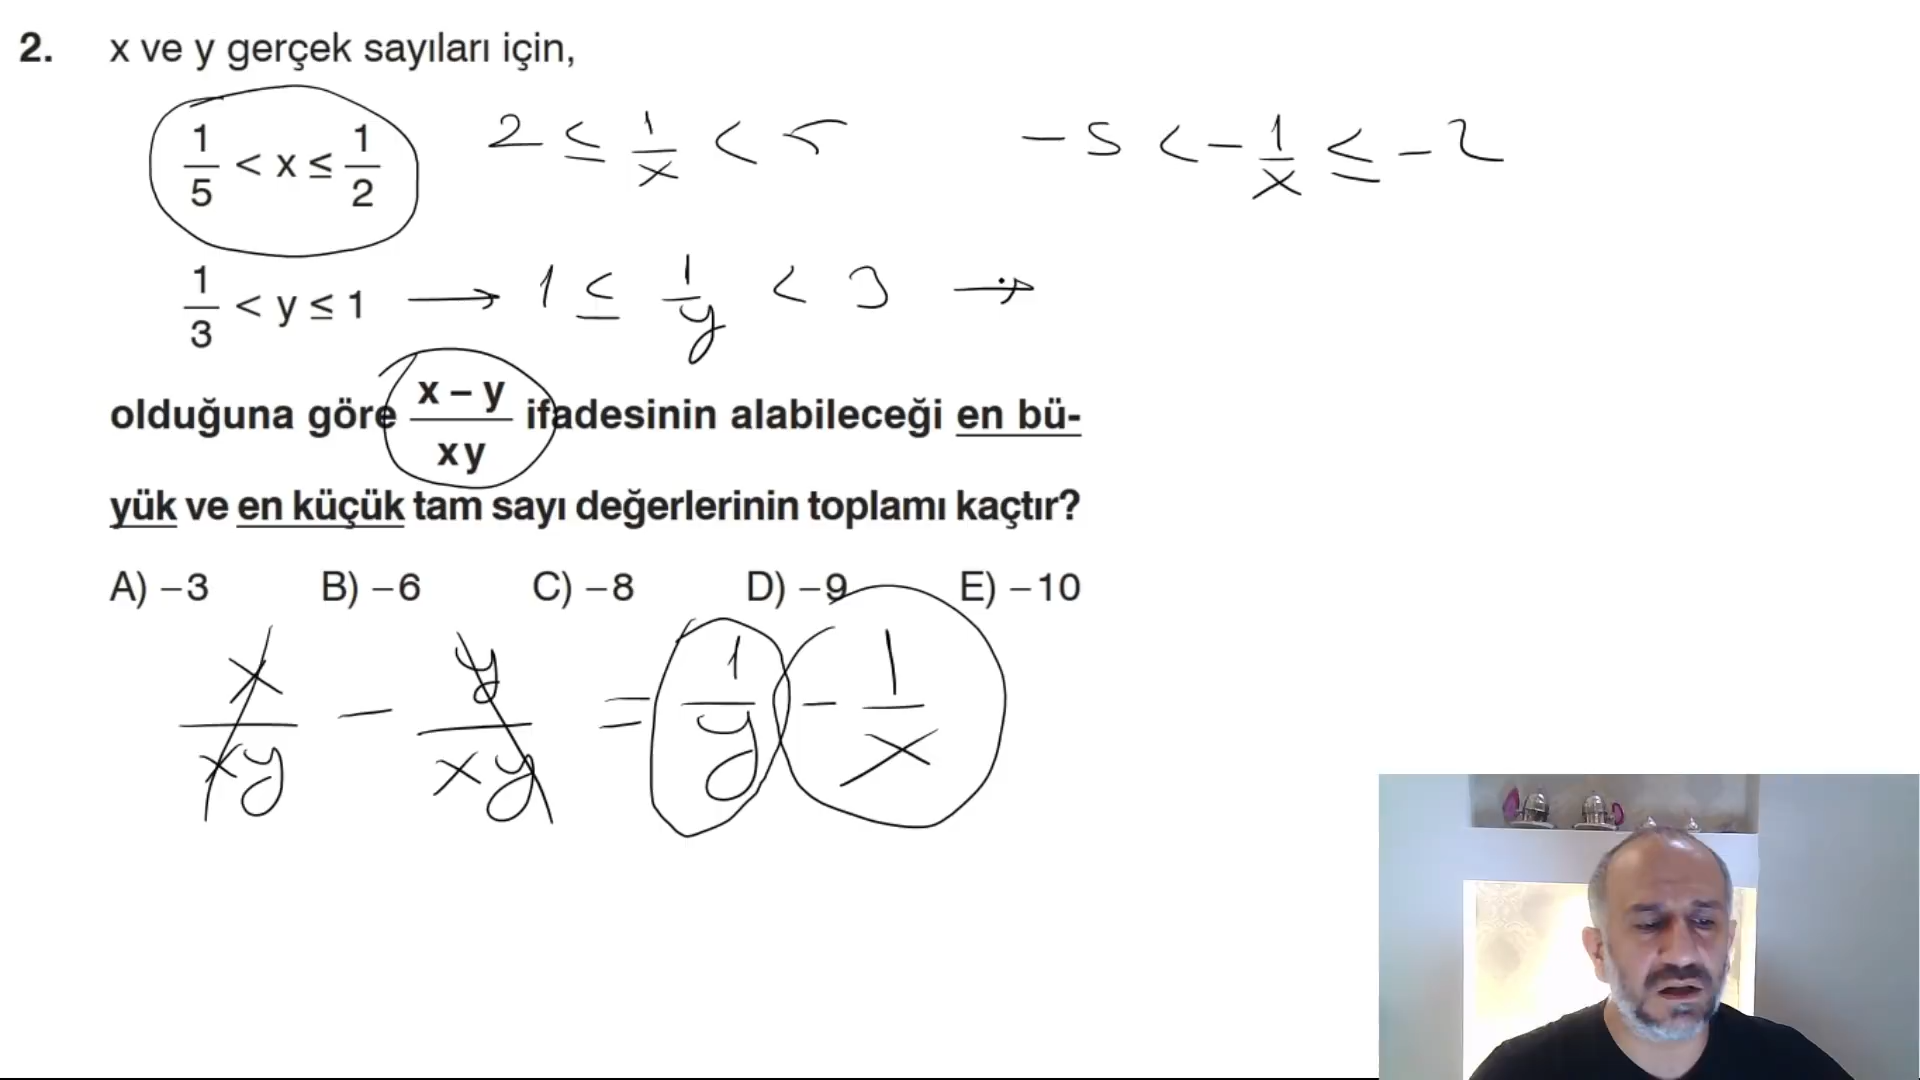 2. x ve y gerçek sayıları için,
1/5 < x ≤ 1/2 2 ≤ 1/x < 5 -5 < -1/x ≤ -2
1/3 < y ≤ 1 → 1 ≤ 1/y < 3 →
olduğuna göre x – y / xy ifadesinin alabileceği en bü-
yük ve en küçük tam sayı değerlerinin toplamı kaçtır?
A) –3 B) –6 C) –8 D) –9 E) –10
x/xy - y/xy = 1/y - 1/x